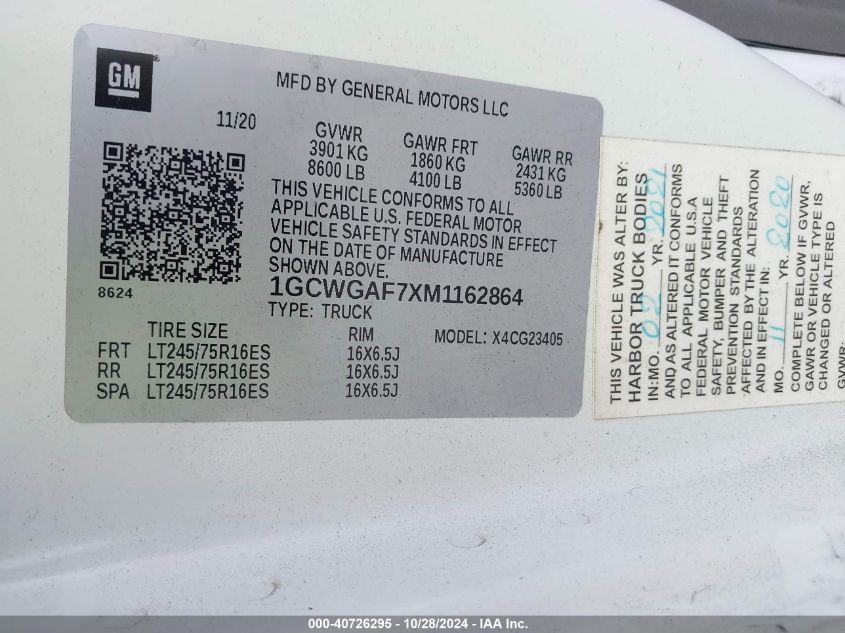 GM
MFD BY GENERAL MOTORS LLC
11/20
GVWR
3901 KG
8600 LB
GAWR FRT
1860 KG
4100 LB
GAWR RR
2431 KG
5360 LB
THIS VEHICLE CONFORMS TO ALL
APPLICABLE U.S. FEDERAL MOTOR
VEHICLE SAFETY STANDARDS IN EFFECT
ON THE DATE OF MANUFACTURE
SHOWN ABOVE.
8624
1GCWGAF7XM1162864
TYPE: TRUCK
MODEL: X4CG23405
TIRE SIZE
RIM
FRT LT245/75R16ES 16X6.5J
RR LT245/75R16ES 16X6.5J
SPA LT245/75R16ES 16X6.5J
THIS VEHICLE WAS ALTER BY:
HARBOR TRUCK BODIES
IN:MO. 02 YR. 2021
AND AS ALTERED IT CONFORMS
TO ALL APPLICABLE U.S.A
FEDERAL MOTOR VEHICLE
SAFETY, BUMPER AND THEFT
PREVENTION STANDARDS
AFFECTED BY THE ALTERATION
AND IN EFFECT IN:
MO. 11 YR. 2020
COMPLETE BELOW IF GVWR,
GAWR OR VEHICLE TYPE IS
CHANGED OR ALTERED
GVWR:
000-40726295 - 10/28/2024 - IAA Inc.